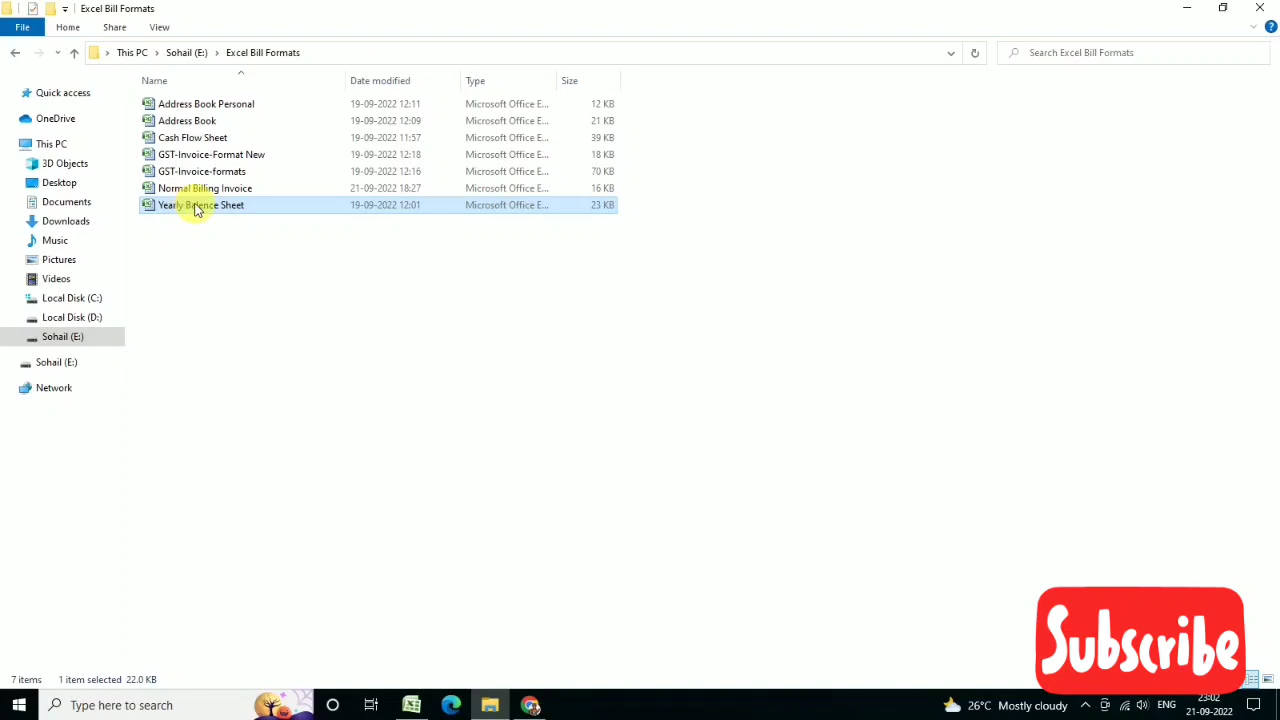 Excel Bill Formats
File Home Share View
This PC Sohail (E:) Excel Bill Formats Search Excel Bill Formats
Name Date modified Type Size
Quick access
OneDrive
This PC
3D Objects
Desktop
Documents
Downloads
Music
Pictures
Videos
Local Disk (C:)
Local Disk (D:)
Sohail (E:)
Sohail (E:)
Network
Address Book Personal 19-09-2022 12:11 Microsoft Office E... 12 KB
Address Book 19-09-2022 12:09 Microsoft Office E... 21 KB
Cash Flow Sheet 19-09-2022 11:57 Microsoft Office E... 39 KB
GST-Invoice-Format New 19-09-2022 12:18 Microsoft Office E... 18 KB
GST-Invoice-formats 19-09-2022 12:16 Microsoft Office E... 70 KB
Normal Billing Invoice 21-09-2022 18:27 Microsoft Office E... 16 KB
Yearly Balence Sheet 19-09-2022 12:01 Microsoft Office E... 23 KB
Subscribe
7 items 1 item selected 22.0 KB
Type here to search
26°C Mostly cloudy ENG
23:02
21-09-2022